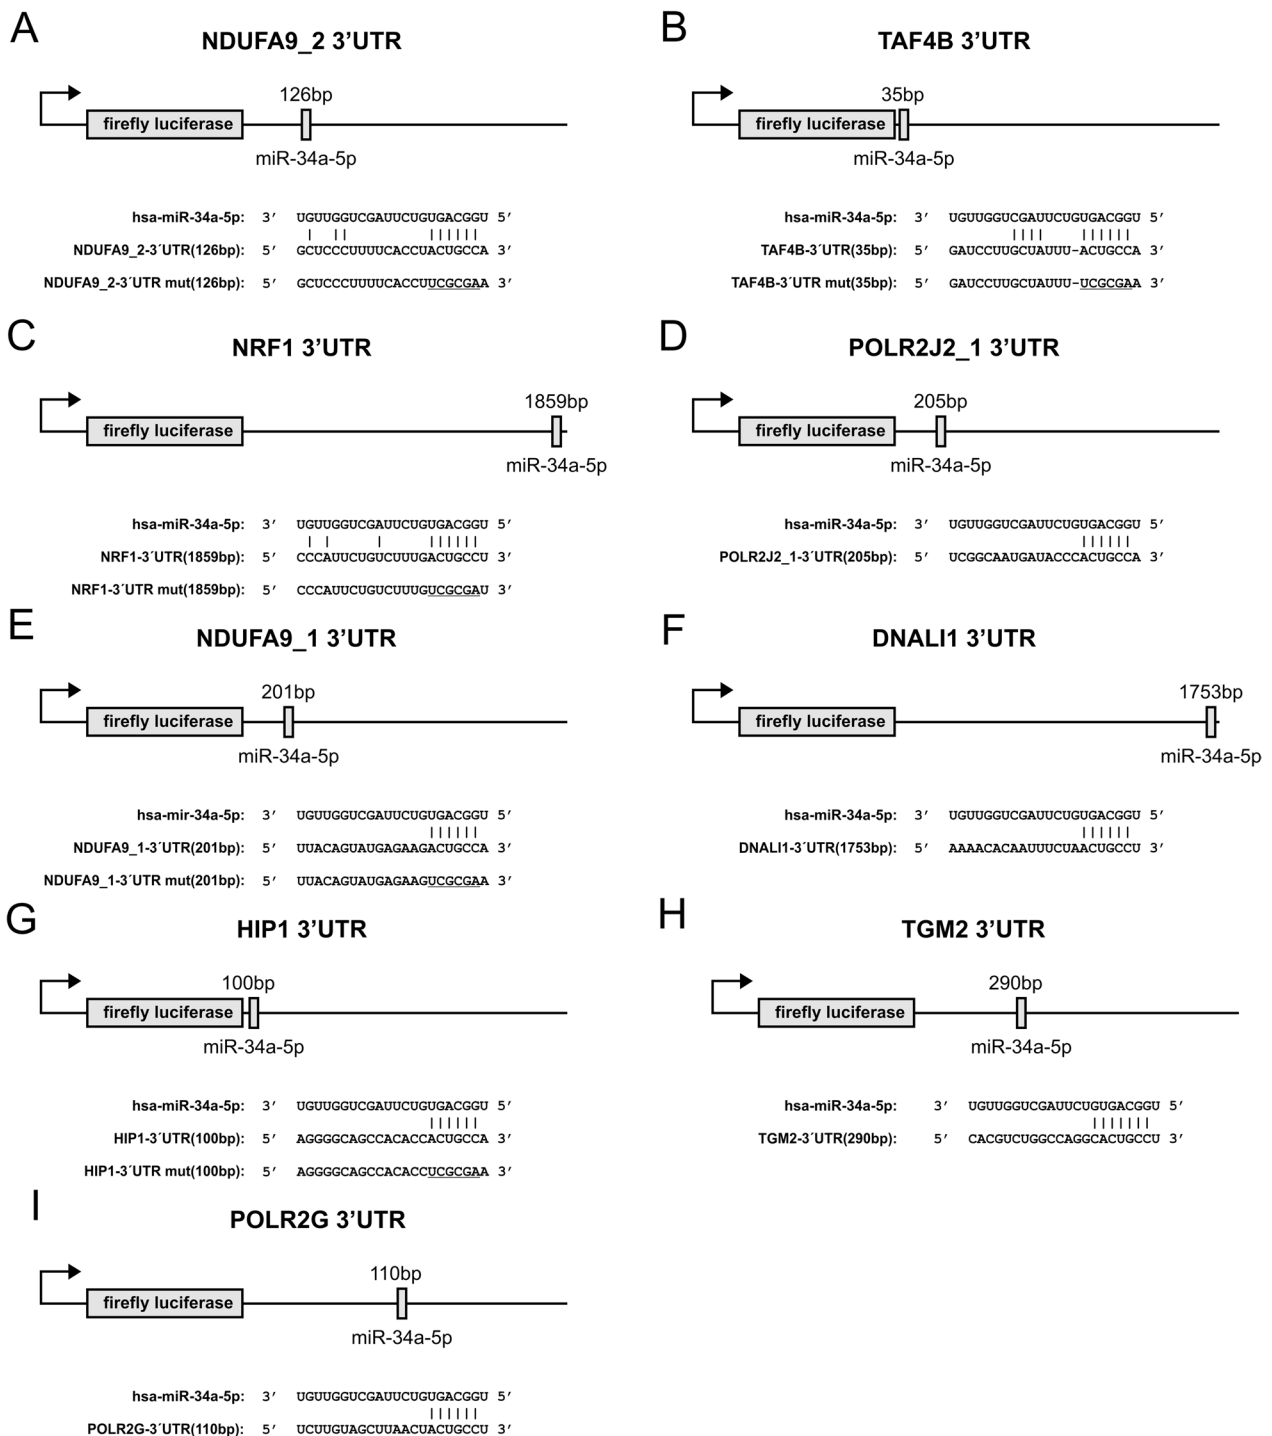 A
NDUFA9_2 3’UTR
126bp
firefly luciferase
miR-34a-5p
hsa-miR-34a-5p: 3’ UGUUGGUCGAUUCUGUGACGGU 5’
NDUFA9_2-3´UTR(126bp): 5’ GCUCCCUUUUCACCUACUGCCA 3’
NDUFA9_2-3´UTR mut(126bp): 5’ GCUCCCUUUUCACCUUCGCGAA 3’
B
TAF4B 3’UTR
35bp
firefly luciferase
miR-34a-5p
hsa-miR-34a-5p: 3’ UGUUGGUCGAUUCUGUGACGGU 5’
TAF4B-3´UTR(35bp): 5’ GAUCCUUGCUAUUU-ACUGCCA 3’
TAF4B-3´UTR mut(35bp): 5’ GAUCCUUGCUAUUU-UCGCGAA 3’
C
NRF1 3’UTR
1859bp
firefly luciferase
miR-34a-5p
hsa-miR-34a-5p: 3’ UGUUGGUCGAUUCUGUGACGGU 5’
NRF1-3´UTR(1859bp): 5’ CCCAUUCUGUCUUUGACUGCCU 3’
NRF1-3´UTR mut(1859bp): 5’ CCCAUUCUGUCUUUGUCGCGAU 3’
D
POLR2J2_1 3’UTR
205bp
firefly luciferase
miR-34a-5p
hsa-miR-34a-5p: 3’ UGUUGGUCGAUUCUGUGACGGU 5’
POLR2J2_1-3´UTR(205bp): 5’ UCGGCAAUGAUACCCACUGCCA 3’
E
NDUFA9_1 3’UTR
201bp
firefly luciferase
miR-34a-5p
hsa-mir-34a-5p: 3’ UGUUGGUCGAUUCUGUGACGGU 5’
NDUFA9_1-3´UTR(201bp): 5’ UUACAGUAUGAGAAGACUGCCA 3’
NDUFA9_1-3´UTR mut(201bp): 5’ UUACAGUAUGAGAAGUCGCGAA 3’
F
DNALI1 3’UTR
1753bp
firefly luciferase
miR-34a-5p
hsa-miR-34a-5p: 3’ UGUUGGUCGAUUCUGUGACGGU 5’
DNALI1-3´UTR(1753bp): 5’ AAAACACAAUUUCUAACUGCCU 3’
G
HIP1 3’UTR
100bp
firefly luciferase
miR-34a-5p
hsa-miR-34a-5p: 3’ UGUUGGUCGAUUCUGUGACGGU 5’
HIP1-3´UTR(100bp): 5’ AGGGGCAGCCACACCACUGCCA 3’
HIP1-3´UTR mut(100bp): 5’ AGGGGCAGCCACACCUCGCGAA 3’
H
TGM2 3’UTR
290bp
firefly luciferase
miR-34a-5p
hsa-miR-34a-5p: 3’ UGUUGGUCGAUUCUGUGACGGU 5’
TGM2-3´UTR(290bp): 5’ CACGUCUGGCCAGGCACUGCCU 3’
I
POLR2G 3’UTR
110bp
firefly luciferase
miR-34a-5p
hsa-miR-34a-5p: 3’ UGUUGGUCGAUUCUGUGACGGU 5’
POLR2G-3´UTR(110bp): 5’ UCUUGUAGCUUAACUACUGCCU 3’